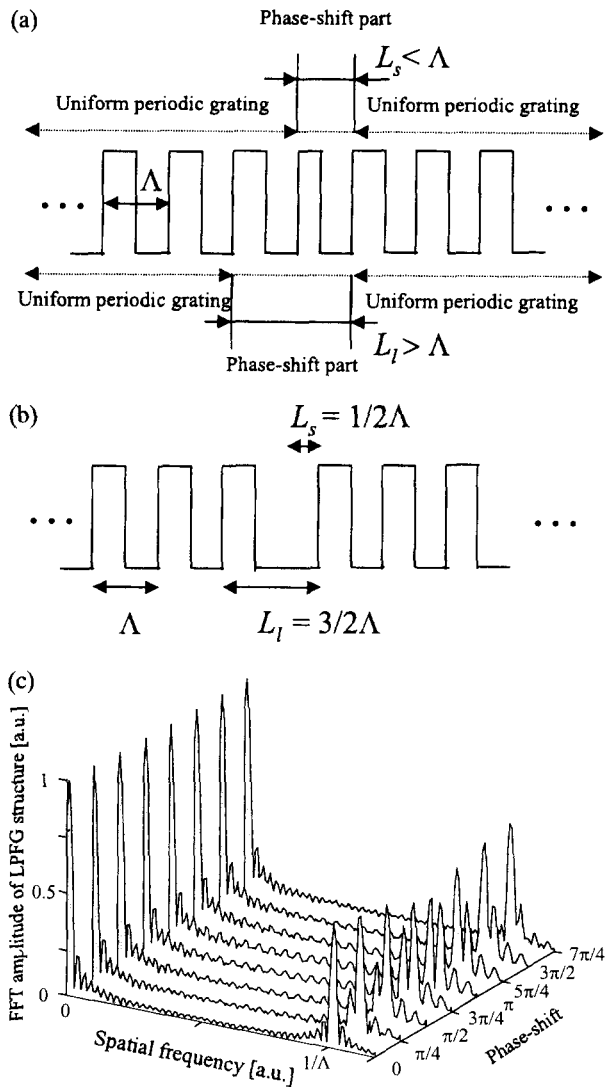 (a)
Phase-shift part
L_s < Λ
Uniform periodic grating
Uniform periodic grating
Λ
• • •
• • •
Uniform periodic grating
Uniform periodic grating
Phase-shift part
L_l > Λ
(b)
L_s = 1/2Λ
• • •
• • •
Λ
L_l = 3/2Λ
(c)
FFT amplitude of LPFG structure [a.u.]
1
0.5
0
0
Spatial frequency [a.u.]
1/Λ
0
π/4
π/2
3π/4
π
5π/4
3π/2
7π/4
Phase-shift